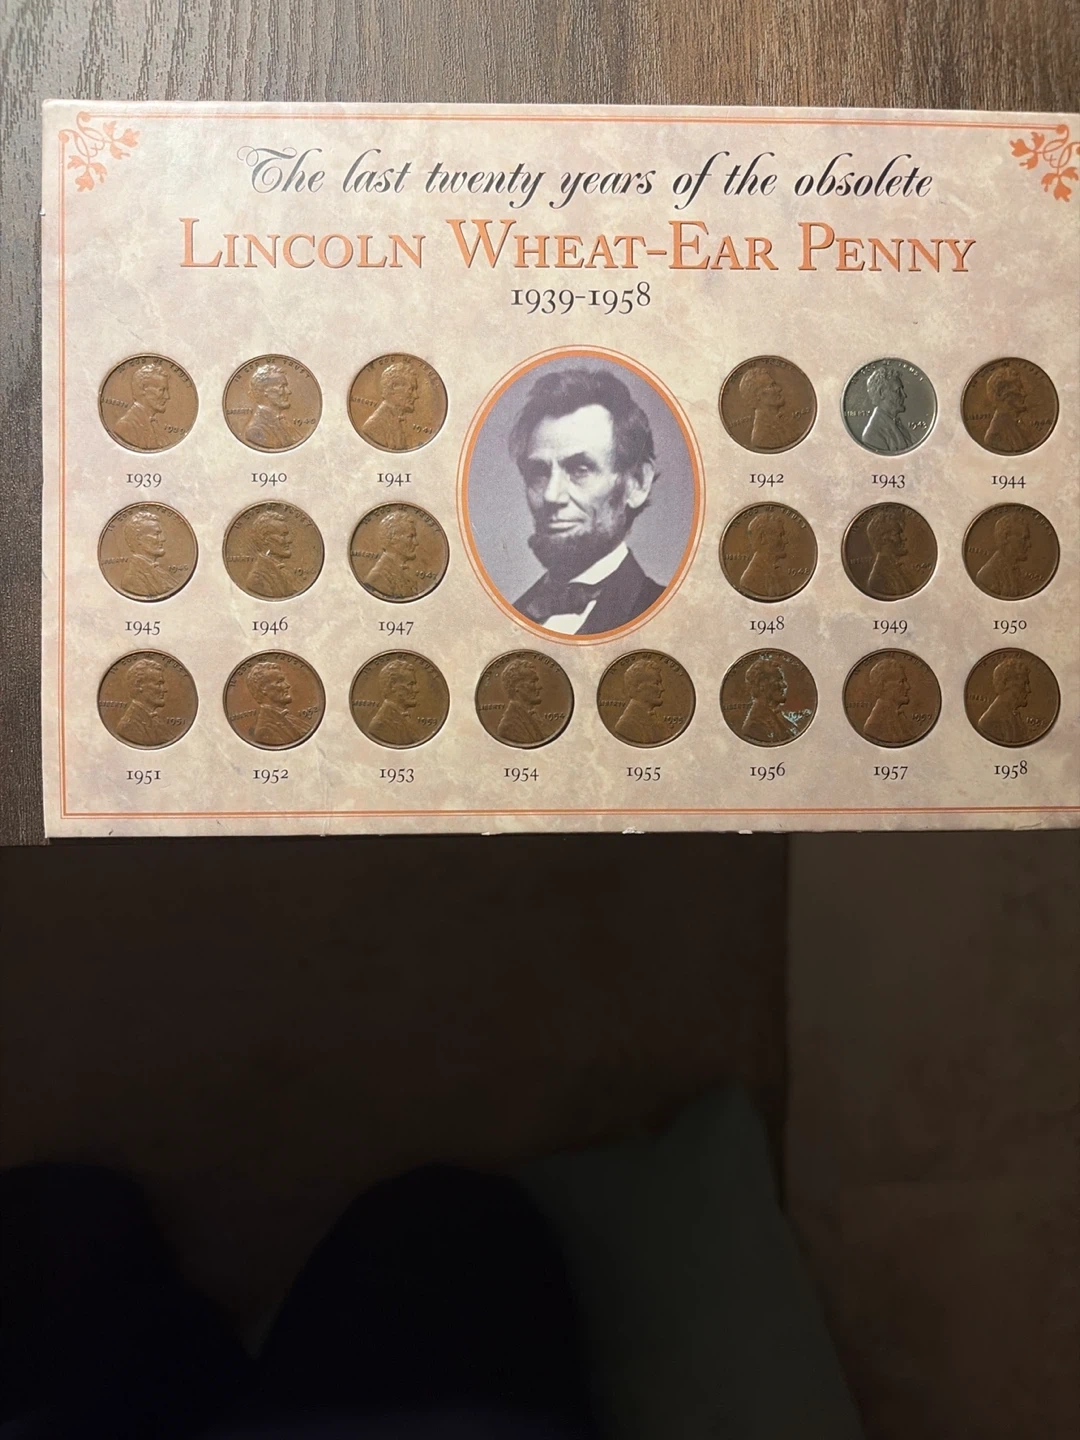 The last twenty years of the obsolete
LINCOLN WHEAT-EAR PENNY
1939-1958
1939 1940 1941 1942 1943 1944
1945 1946 1947 1948 1949 1950
1951 1952 1953 1954 1955 1956 1957 1958